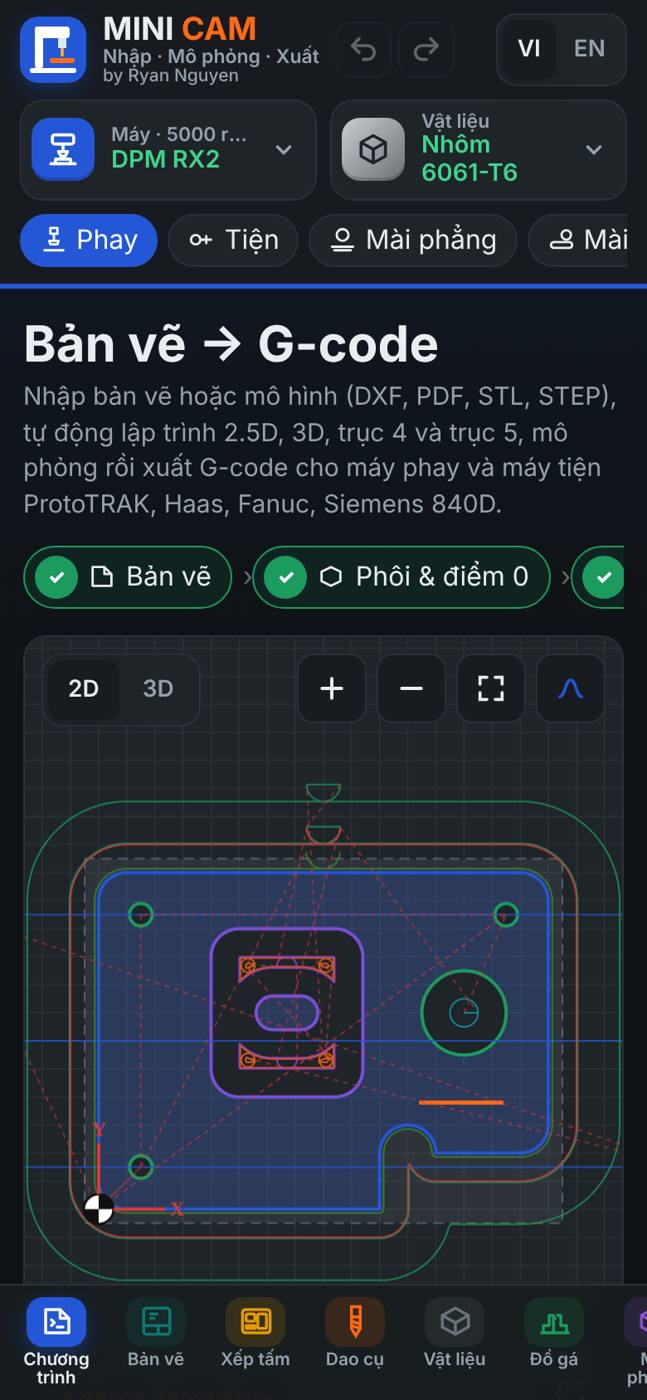 MINI CAM
Nhập · Mô phỏng · Xuất
by Ryan Nguyen
VI
EN
Máy · 5000 r...
DPM RX2
Vật liệu
Nhôm
6061-T6
Phay
Tiện
Mài phẳng
Mài
Bản vẽ → G-code
Nhập bản vẽ hoặc mô hình (DXF, PDF, STL, STEP),
tự động lập trình 2.5D, 3D, trục 4 và trục 5, mô
phỏng rồi xuất G-code cho máy phay và máy tiện
ProtoTRAK, Haas, Fanuc, Siemens 840D.
Bản vẽ
Phôi & điểm 0
2D
3D
Y
X
Chương
trình
Bản vẽ
Xếp tấm
Dao cụ
Vật liệu
Đồ gá